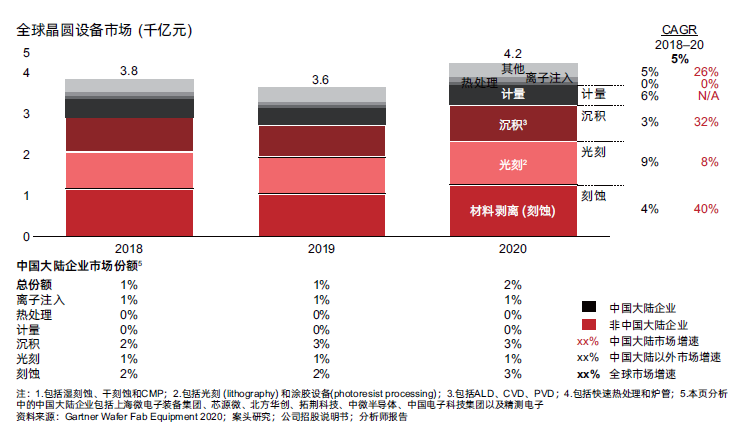 全球晶圆设备市场 (千亿元)
CAGR
2018–20
5%
5
4
3
2
1
0
3.8
3.6
4.2
其他
离子注入
热处理
计量
沉积3
光刻2
材料剥离 (刻蚀)
计量
沉积
光刻
刻蚀
5% 26%
0% 0%
6% N/A
3% 32%
9% 8%
4% 40%
2018 2019 2020
中国大陆企业市场份额5
总份额 1% 1% 2%
离子注入 1% 1% 1%
热处理 0% 0% 0%
计量 0% 0% 0%
沉积 2% 3% 3%
光刻 1% 1% 1%
刻蚀 2% 2% 3%
中国大陆企业
非中国大陆企业
xx% 中国大陆市场增速
xx% 中国大陆以外市场增速
xx% 全球市场增速
注：1.包括湿刻蚀、干刻蚀和CMP；2.包括光刻 (lithography) 和涂胶设备(photoresist processing)；3.包括ALD、CVD、PVD；4.包括快速热处理和炉管；5.本页分析
中的中国大陆企业包括上海微电子装备集团、芯源微、北方华创、拓荆科技、中微半导体、中国电子科技集团以及精测电子
资料来源：Gartner Wafer Fab Equipment 2020；案头研究；公司招股说明书；分析师报告